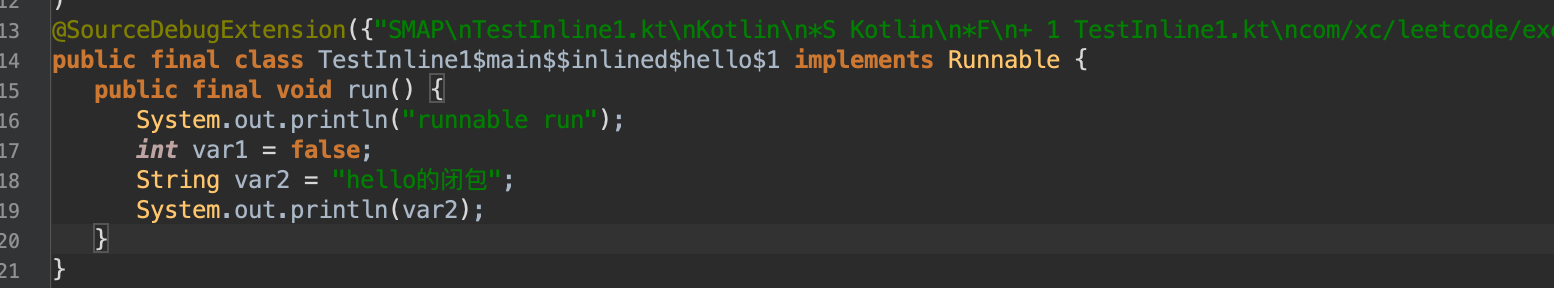 12 )
13 @SourceDebugExtension({"SMAP\nTestInline1.kt\nKotlin\n*S Kotlin\n*F\n+ 1 TestInline1.kt\ncom/xc/leetcode/exe
14 public final class TestInline1$main$$inlined$hello$1 implements Runnable {
15 public final void run() {
16 System.out.println("runnable run");
17 int var1 = false;
18 String var2 = "hello的闭包";
19 System.out.println(var2);
20 }
21 }